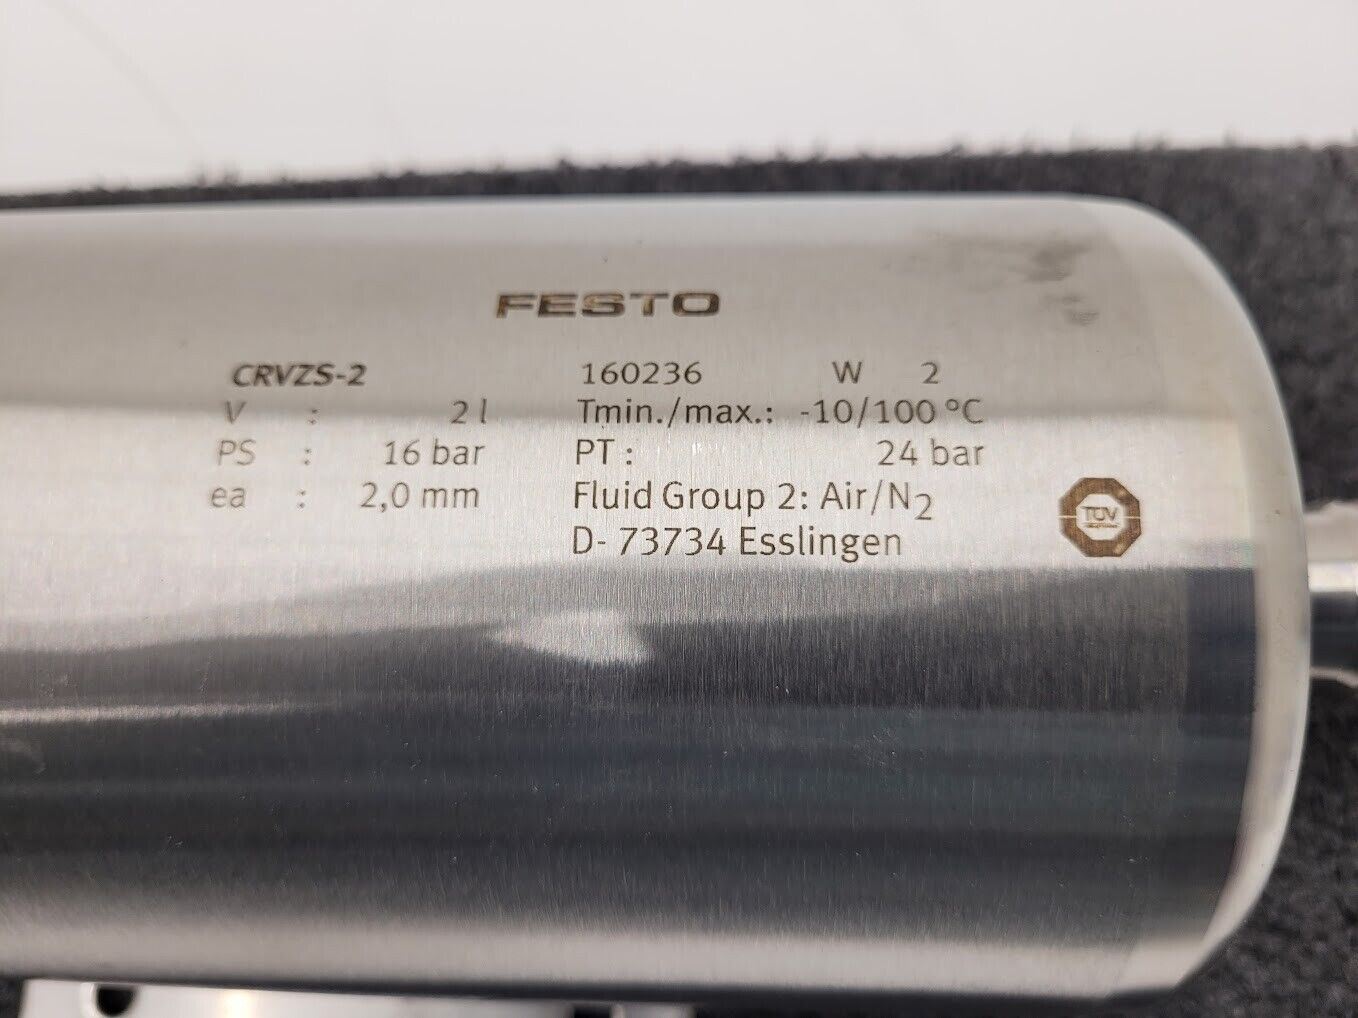 FESTO
CRVZS-2 160236 W 2
V : 2 l Tmin./max.: -10/100 °C
PS : 16 bar PT : 24 bar
ea : 2,0 mm Fluid Group 2: Air/N2
D- 73734 Esslingen
TÜV